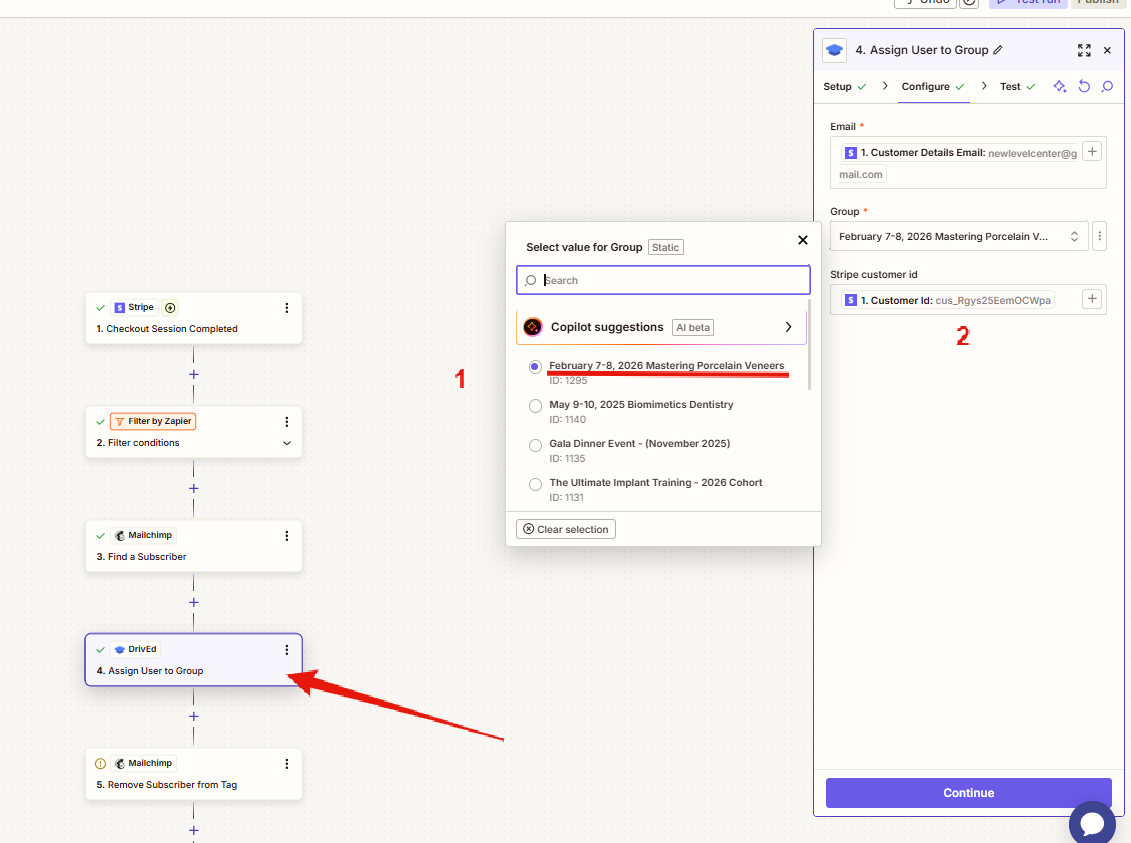 Undo
Test run
Publish
4. Assign User to Group
Setup
Configure
Test
Email *
1. Customer Details Email: newlevelcenter@g
mail.com
Group *
February 7-8, 2026 Mastering Porcelain V...
Stripe customer id
1. Customer Id: cus_Rgys25EemOCWpa
2
Continue
Select value for Group Static
Search
Copilot suggestions AI beta
February 7-8, 2026 Mastering Porcelain Veneers
ID: 1295
May 9-10, 2025 Biomimetics Dentistry
ID: 1140
Gala Dinner Event - (November 2025)
ID: 1135
The Ultimate Implant Training - 2026 Cohort
ID: 1131
Clear selection
1
Stripe
1. Checkout Session Completed
Filter by Zapier
2. Filter conditions
Mailchimp
3. Find a Subscriber
DrivEd
4. Assign User to Group
Mailchimp
5. Remove Subscriber from Tag